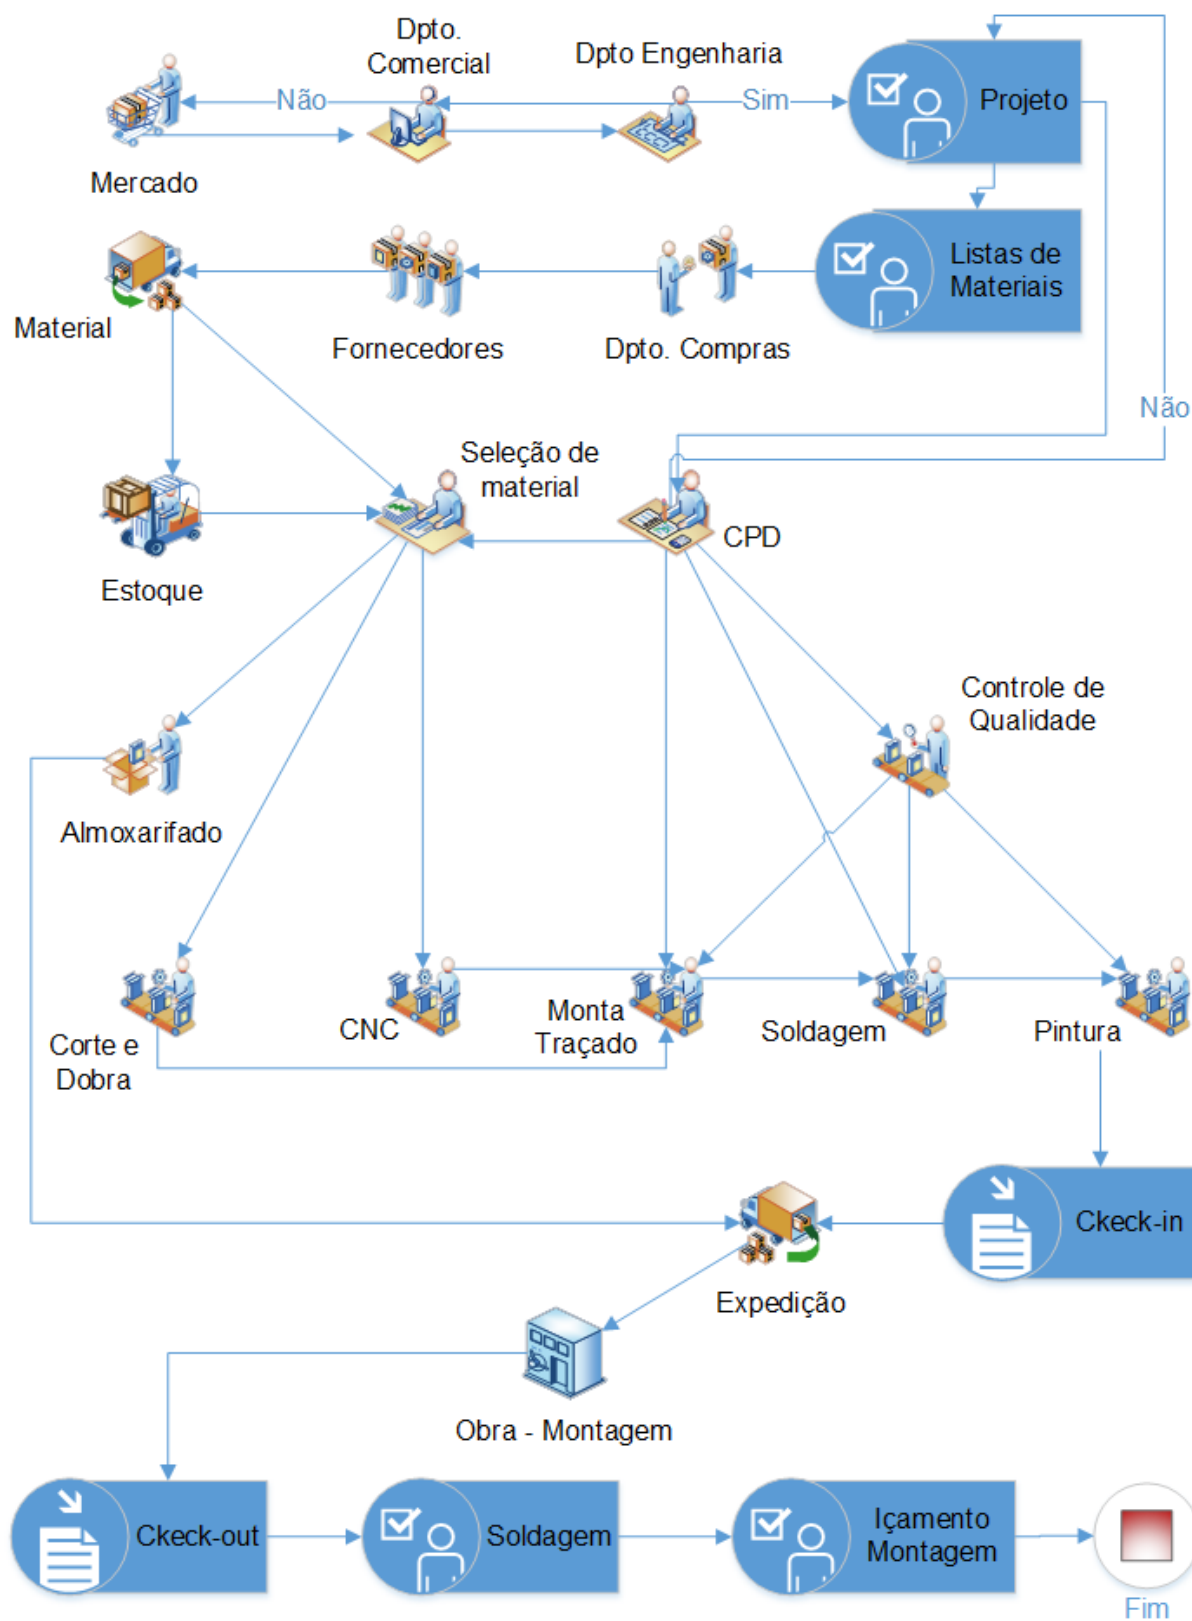 Dpto.
Comercial
Dpto Engenharia
Não
Sim
Projeto
Mercado
Listas de
Materiais
Material
Fornecedores
Dpto. Compras
Não
Seleção de
material
CPD
Estoque
Controle de
Qualidade
Almoxarifado
Corte e
Dobra
CNC
Monta
Traçado
Soldagem
Pintura
Ckeck-in
Expedição
Obra - Montagem
Ckeck-out
Soldagem
Içamento
Montagem
Fim